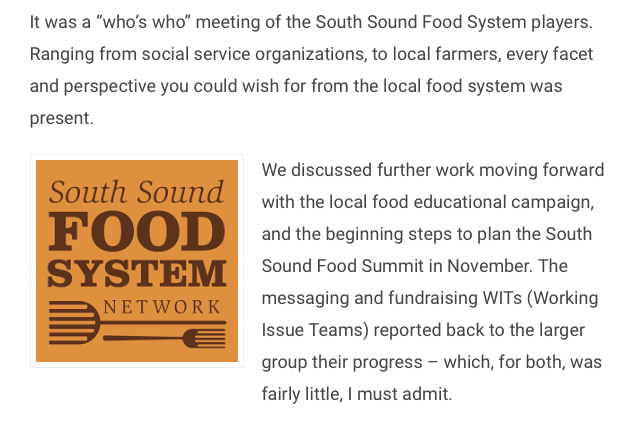 It was a “who’s who” meeting of the South Sound Food System players.
Ranging from social service organizations, to local farmers, every facet
and perspective you could wish for from the local food system was
present.
South Sound
FOOD
SYSTEM
NETWORK
We discussed further work moving forward
with the local food educational campaign,
and the beginning steps to plan the South
Sound Food Summit in November. The
messaging and fundraising WITs (Working
Issue Teams) reported back to the larger
group their progress – which, for both, was
fairly little, I must admit.